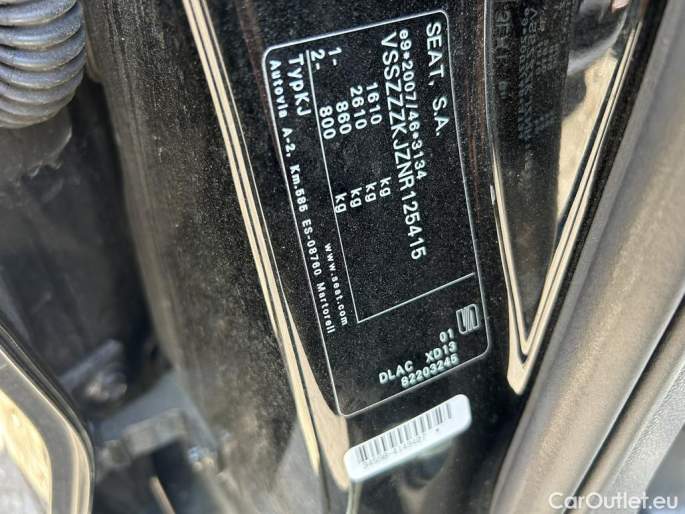 SEAT, S.A.
e9*2007/46*3134
VSSZZZKJZNR125415
1610 kg
2610 kg
1- 860 kg
2- 800 kg
TypKJ
www.seat.com
Autovia A-2, Km.585 ES-08760 Martorell
01
DLAC XD13
82203245
CarOutlet.eu